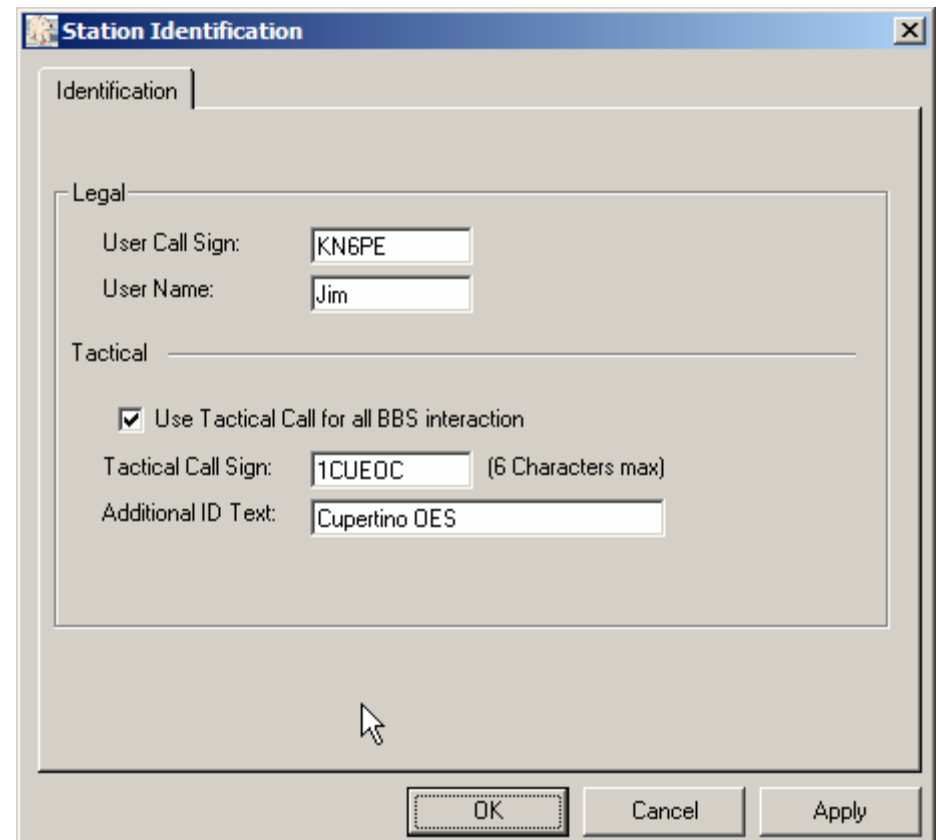 Station Identification
Identification
Legal
User Call Sign: KN6PE
User Name: Jim
Tactical
Use Tactical Call for all BBS interaction
Tactical Call Sign: 1CUEOC (6 Characters max)
Additional ID Text: Cupertino OES
OK Cancel Apply